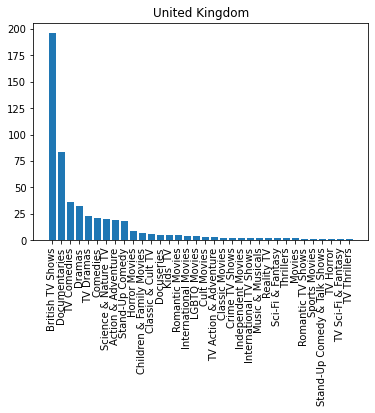 United Kingdom
200
175
150
125
100
75
50
25
0
British TV Shows
Documentaries
TV Comedies
Dramas
TV Dramas
Comedies
Science & Nature TV
Action & Adventure
Stand-Up Comedy
Horror Movies
Children & Family Movies
Classic & Cult TV
Docuseries
Kids' TV
Romantic Movies
International Movies
LGBTQ Movies
Cult Movies
TV Action & Adventure
Classic Movies
Crime TV Shows
Independent Movies
International TV Shows
Music & Musicals
Reality TV
Sci-Fi & Fantasy
Thrillers
Movies
Romantic TV Shows
Sports Movies
Stand-Up Comedy & Talk Shows
TV Horror
TV Sci-Fi & Fantasy
TV Thrillers